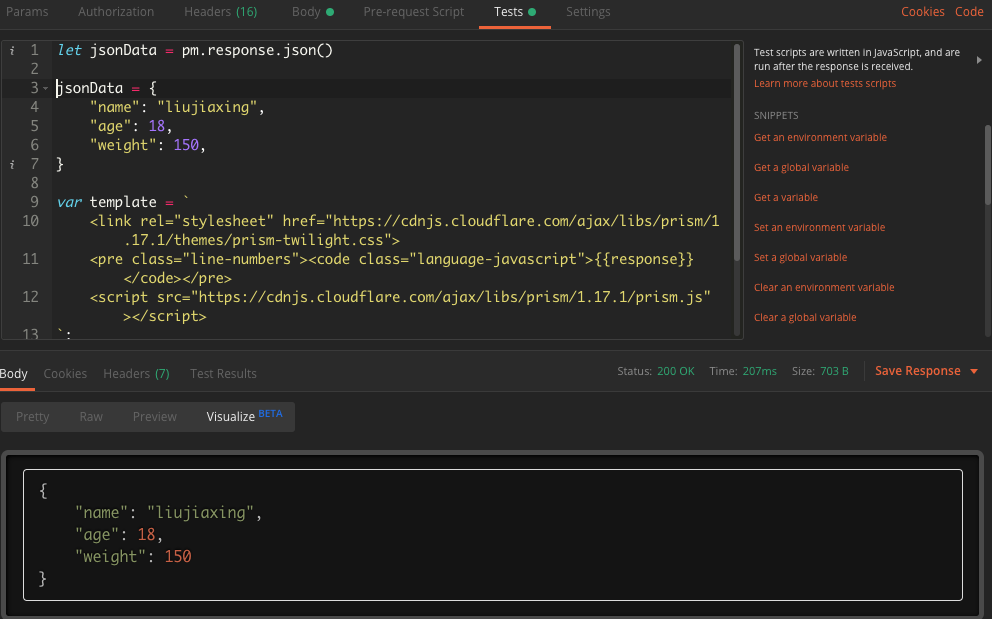 Params Authorization Headers (16) Body Pre-request Script Tests Settings Cookies Code
i 1 let jsonData = pm.response.json()
2
3 jsonData = {
4 "name": "liujiaxing",
5 "age": 18,
6 "weight": 150,
i 7 }
8
9 var template = `
10 <link rel="stylesheet" href="https://cdnjs.cloudflare.com/ajax/libs/prism/1
.17.1/themes/prism-twilight.css">
11 <pre class="line-numbers"><code class="language-javascript">{{response}}
</code></pre>
12 <script src="https://cdnjs.cloudflare.com/ajax/libs/prism/1.17.1/prism.js"
></script>
13 `;
Test scripts are written in JavaScript, and are
run after the response is received.
Learn more about tests scripts
SNIPPETS
Get an environment variable
Get a global variable
Get a variable
Set an environment variable
Set a global variable
Clear an environment variable
Clear a global variable
Body Cookies Headers (7) Test Results Status: 200 OK Time: 207ms Size: 703 B Save Response
Pretty Raw Preview Visualize BETA
{
"name": "liujiaxing",
"age": 18,
"weight": 150
}